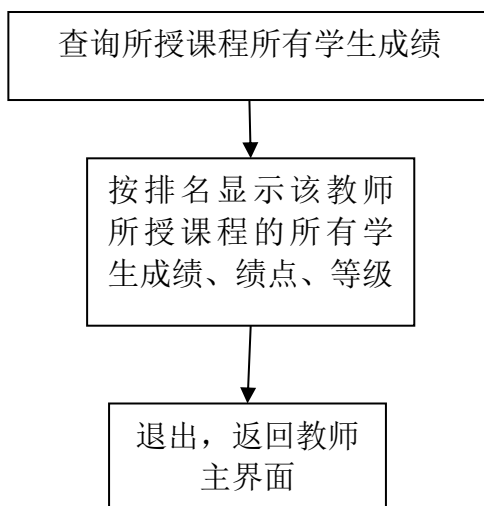 查询所授课程所有学生成绩
按排名显示该教师
所授课程的所有学
生成绩、绩点、等级
退出，返回教师
主界面